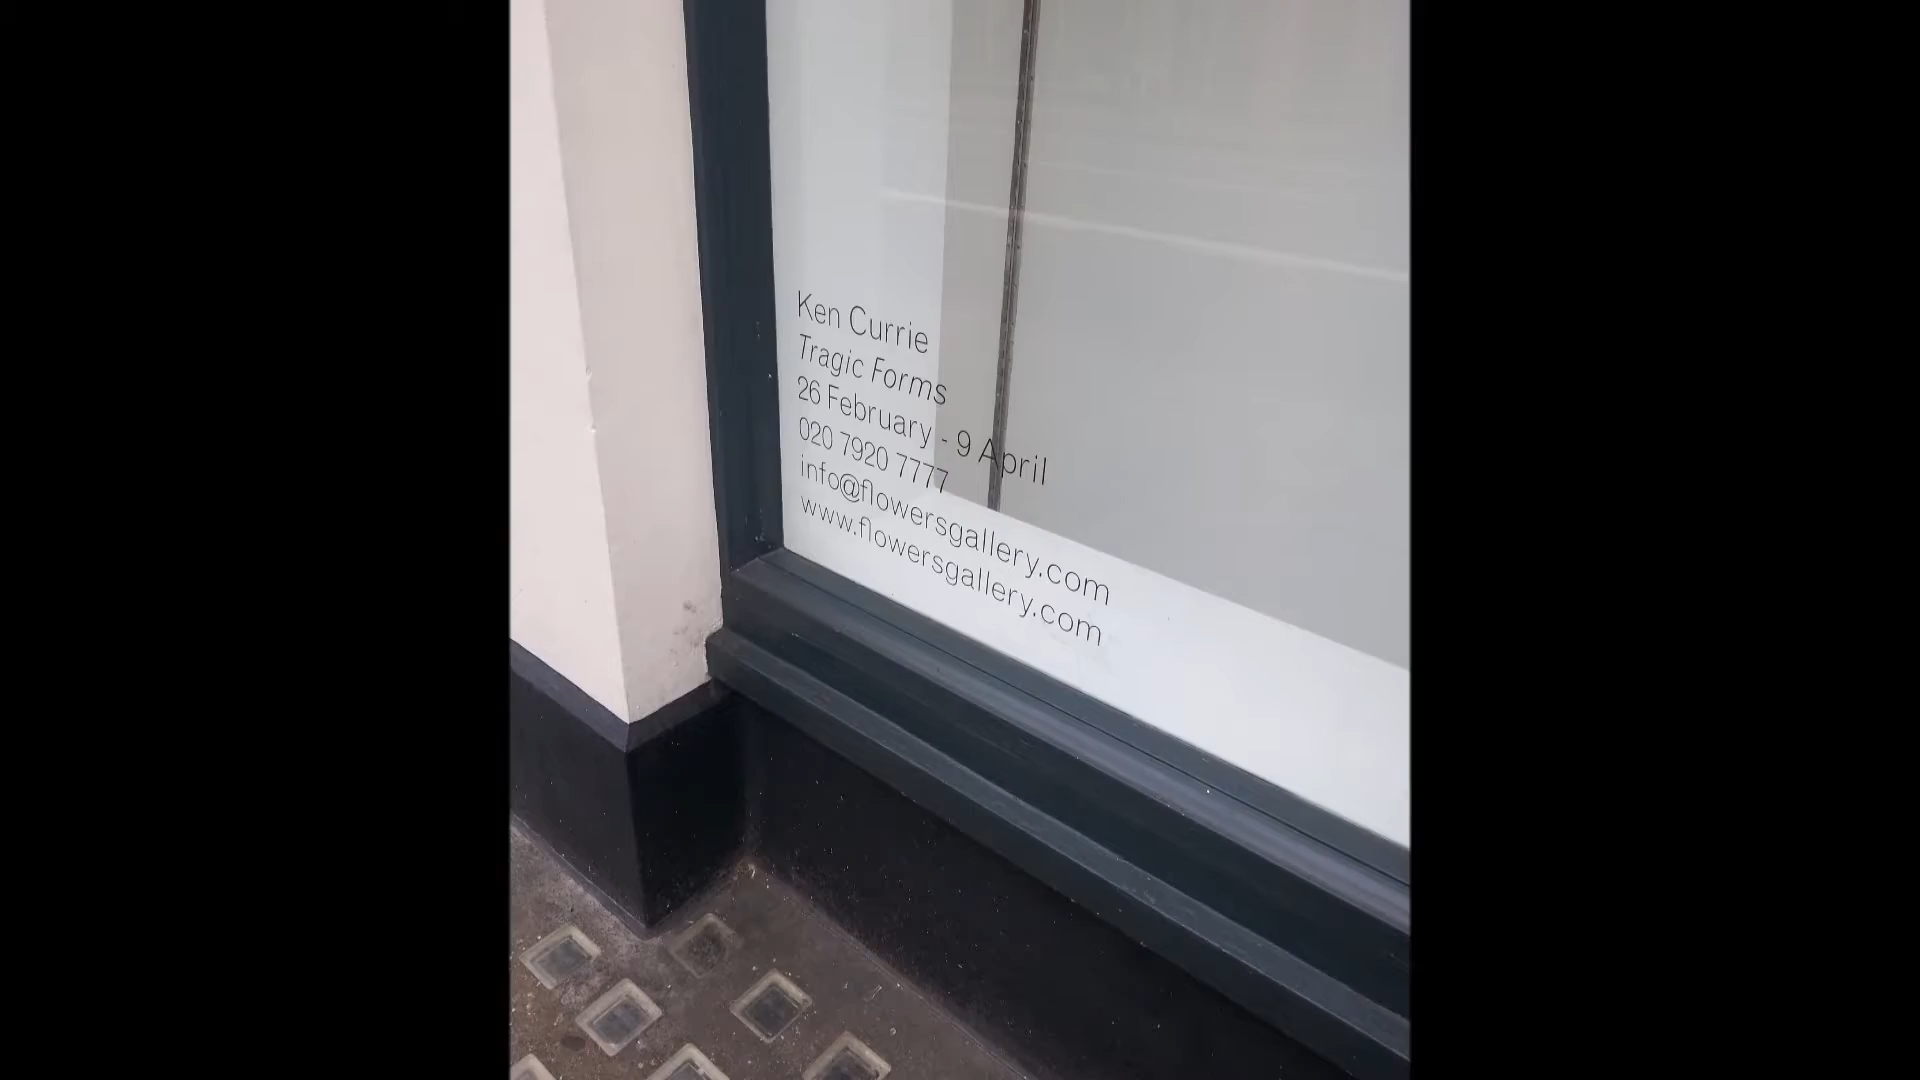 Ken Currie
Tragic Forms
26 February - 9 April
020 7920 7777
info@flowersgallery.com
www.flowersgallery.com